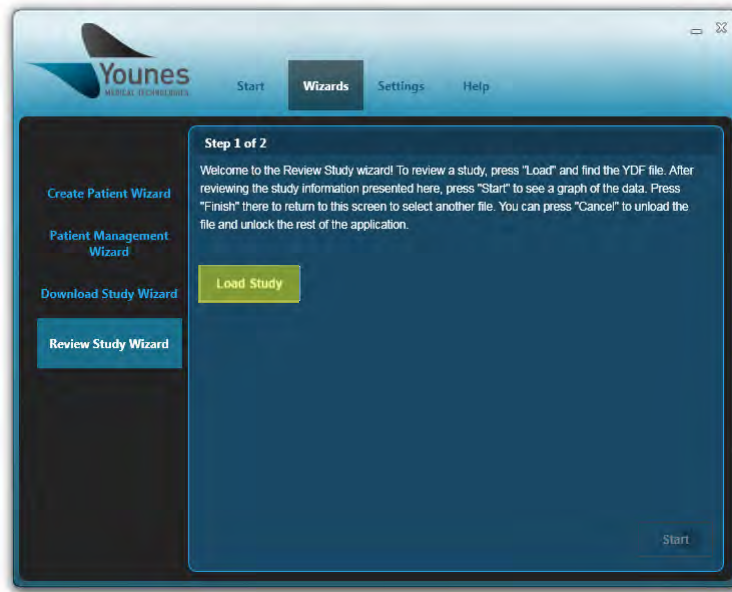 Younes
MEDICAL TECHNOLOGIES
Start
Wizards
Settings
Help
Create Patient Wizard
Patient Management
Wizard
Download Study Wizard
Review Study Wizard
Step 1 of 2
Welcome to the Review Study wizard! To review a study, press "Load" and find the YDF file. After
reviewing the study information presented here, press "Start" to see a graph of the data. Press
"Finish" there to return to this screen to select another file. You can press "Cancel" to unload the
file and unlock the rest of the application.
Load Study
Start